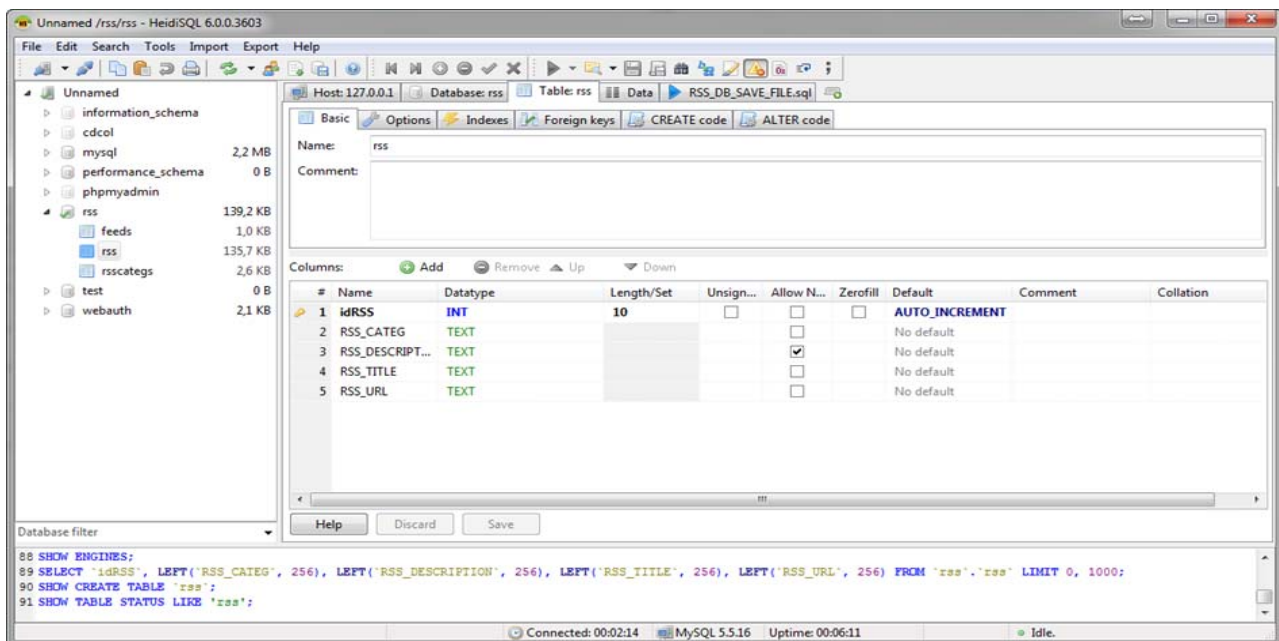 Unnamed /rss/rss - HeidiSQL 6.0.0.3603
File Edit Search Tools Import Export Help
Unnamed
information_schema
cdcol
mysql 2,2 MB
performance_schema 0 B
phpmyadmin
rss 139,2 KB
feeds 1,0 KB
rss 135,7 KB
rsscategs 2,6 KB
test 0 B
webauth 2,1 KB
Database filter
Host: 127.0.0.1 Database: rss Table: rss Data RSS_DB_SAVE_FILE.sql
Basic Options Indexes Foreign keys CREATE code ALTER code
Name: rss
Comment:
Columns: Add Remove Up Down
# Name Datatype Length/Set Unsign... Allow N... Zerofill Default Comment Collation
1 idRSS INT 10 AUTO_INCREMENT
2 RSS_CATEG TEXT No default
3 RSS_DESCRIPT... TEXT No default
4 RSS_TITLE TEXT No default
5 RSS_URL TEXT No default
Help Discard Save
88 SHOW ENGINES;
89 SELECT `idRSS`, LEFT(`RSS_CATEG`, 256), LEFT(`RSS_DESCRIPTION`, 256), LEFT(`RSS_TITLE`, 256), LEFT(`RSS_URL`, 256) FROM `rss`.`rss` LIMIT 0, 1000;
90 SHOW CREATE TABLE `rss`;
91 SHOW TABLE STATUS LIKE 'rss';
Connected: 00:02:14 MySQL 5.5.16 Uptime: 00:06:11 Idle.